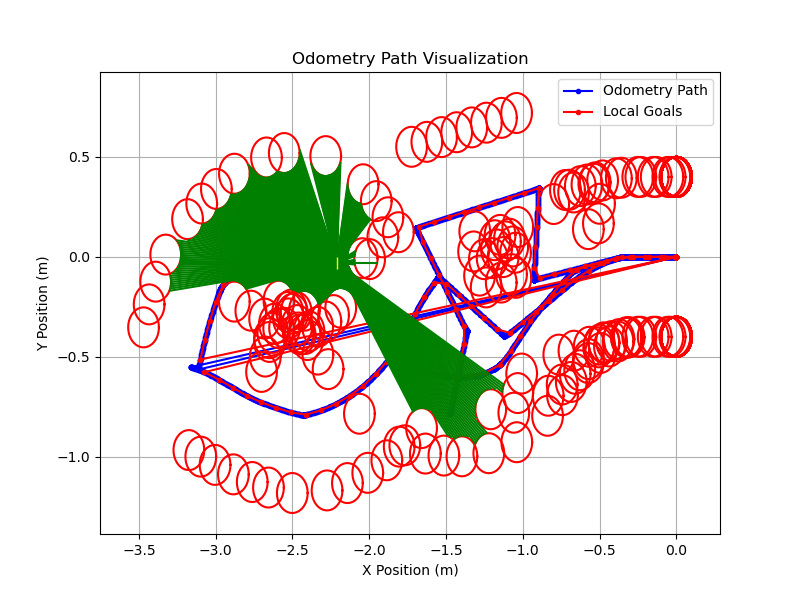 Odometry Path Visualization
Odometry Path
Local Goals
Y Position (m)
0.5
0.0
−0.5
−1.0
−3.5 −3.0 −2.5 −2.0 −1.5 −1.0 −0.5 0.0
X Position (m)